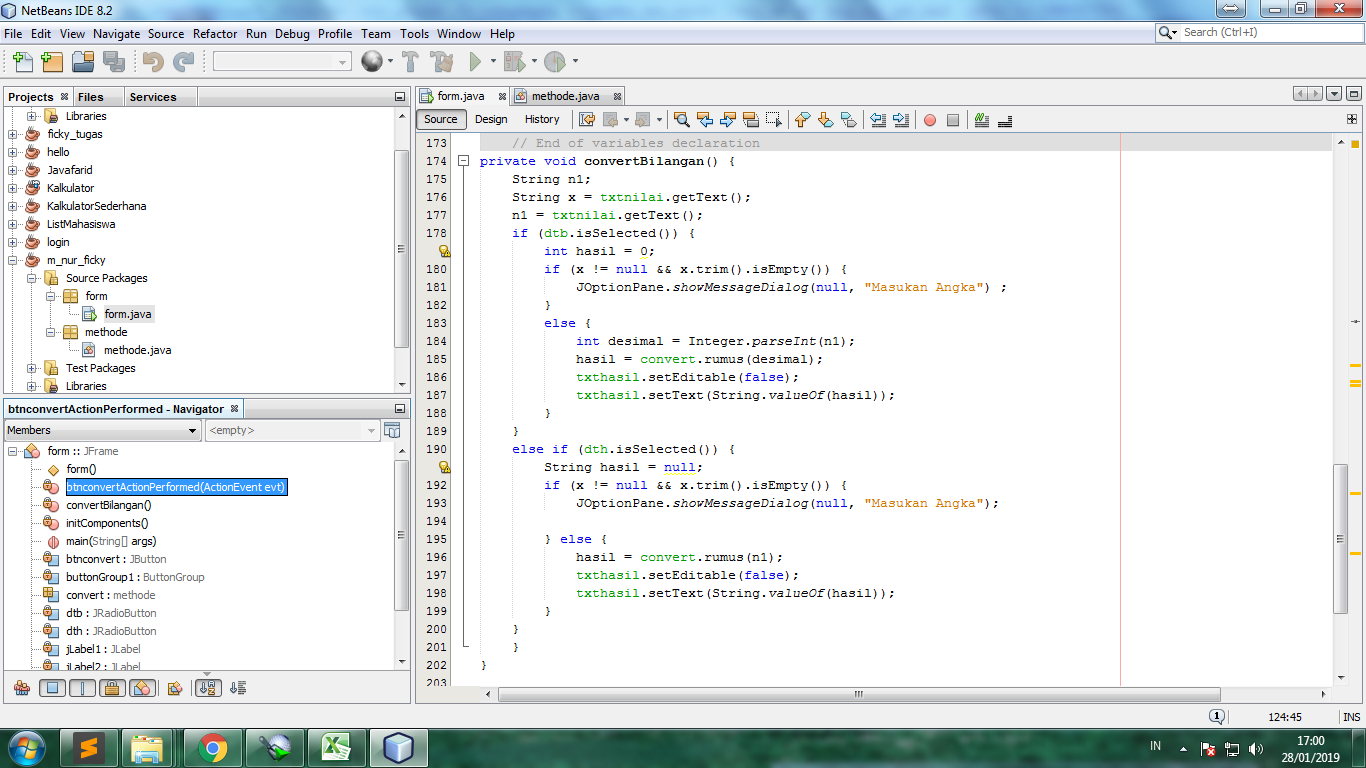 NetBeans IDE 8.2
File Edit View Navigate Source Refactor Run Debug Profile Team Tools Window Help
Search (Ctrl+I)
Projects Files Services
Libraries
ficky_tugas
hello
Javafarid
Kalkulator
KalkulatorSederhana
ListMahasiswa
login
m_nur_ficky
Source Packages
form
form.java
methode
methode.java
Test Packages
Libraries
btnconvertActionPerformed - Navigator
Members <empty>
form :: JFrame
form()
btnconvertActionPerformed(ActionEvent evt)
convertBilangan()
initComponents()
main(String[] args)
btnconvert : JButton
buttonGroup1 : ButtonGroup
convert : methode
dtb : JRadioButton
dth : JRadioButton
jLabel1 : JLabel
jLabel2 : JLabel
form.java methode.java
Source Design History
173 // End of variables declaration
174 private void convertBilangan() {
175 String n1;
176 String x = txtnilai.getText();
177 n1 = txtnilai.getText();
178 if (dtb.isSelected()) {
int hasil = 0;
180 if (x != null && x.trim().isEmpty()) {
181 JOptionPane.showMessageDialog(null, "Masukan Angka") ;
182 }
183 else {
184 int desimal = Integer.parseInt(n1);
185 hasil = convert.rumus(desimal);
186 txthasil.setEditable(false);
187 txthasil.setText(String.valueOf(hasil));
188 }
189 }
190 else if (dth.isSelected()) {
String hasil = null;
192 if (x != null && x.trim().isEmpty()) {
193 JOptionPane.showMessageDialog(null, "Masukan Angka");
194
195 } else {
196 hasil = convert.rumus(n1);
197 txthasil.setEditable(false);
198 txthasil.setText(String.valueOf(hasil));
199 }
200 }
201 }
202 }
203
1 124:45 INS
IN 17:00
28/01/2019